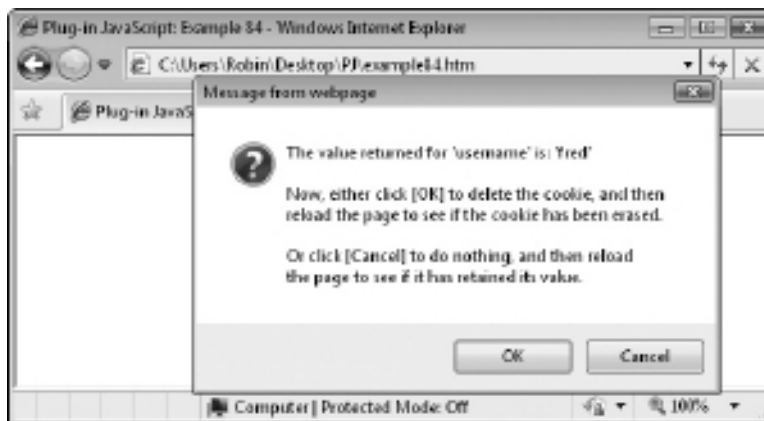 Plug-in JavaScript: Example 84 - Windows Internet Explorer
C:\Users\Robin\Desktop\PJ\example84.htm
Plug-in JavaS
Message from webpage
The value returned for 'username' is: 'fred'
Now, either click [OK] to delete the cookie, and then
reload the page to see if the cookie has been erased.
Or click [Cancel] to do nothing, and then reload
the page to see if it has retained its value.
OK
Cancel
Computer | Protected Mode: Off
100%